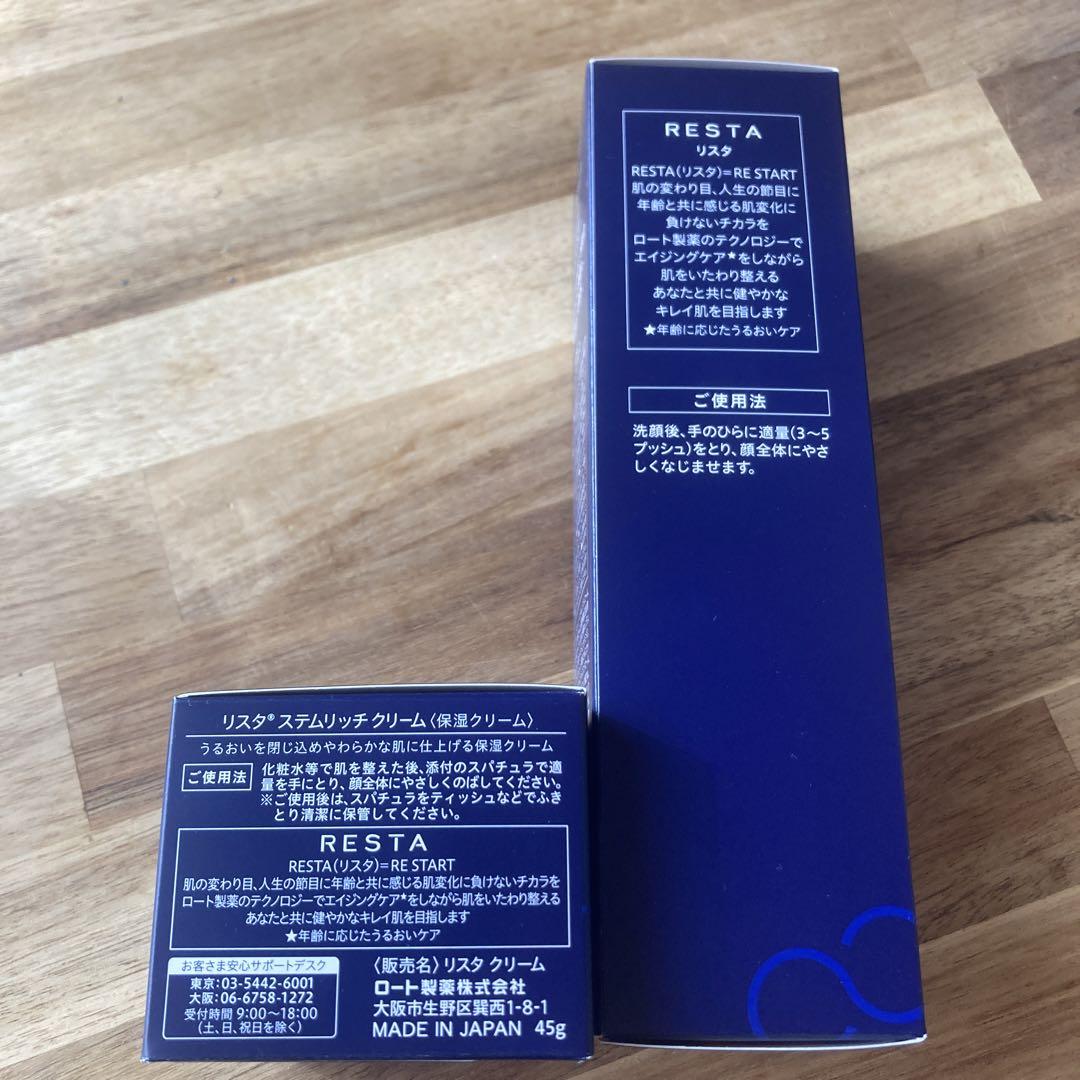 RESTA
リスタ
RESTA(リスタ)=RE START
肌の変わり目、人生の節目に
年齢と共に感じる肌変化に
負けないチカラを
ロート製薬のテクノロジーで
エイジングケア★をしながら
肌をいたわり整える
あなたと共に健やかな
キレイ肌を目指します
★年齢に応じたうるおいケア
ご使用法
洗顔後、手のひらに適量(3〜5
プッシュ)をとり、顔全体にやさ
しくなじませます。
リスタ® ステムリッチ クリーム〈保湿クリーム〉
うるおいを閉じ込めやわらかな肌に仕上げる保湿クリーム
ご使用法
化粧水等で肌を整えた後、添付のスパチュラで適
量を手にとり、顔全体にやさしくのばしてください。
※ご使用後は、スパチュラをティッシュなどでふき
とり清潔に保管してください。
RESTA
RESTA(リスタ)=RE START
肌の変わり目、人生の節目に年齢と共に感じる肌変化に負けないチカラを
ロート製薬のテクノロジーでエイジングケア★をしながら肌をいたわり整える
あなたと共に健やかなキレイ肌を目指します
★年齢に応じたうるおいケア
お客さま安心サポートデスク
東京:03-5442-6001
大阪:06-6758-1272
受付時間 9:00〜18:00
(土、日、祝日を除く)
〈販売名〉リスタ クリーム
ロート製薬株式会社
大阪市生野区巽西1-8-1
MADE IN JAPAN 45g